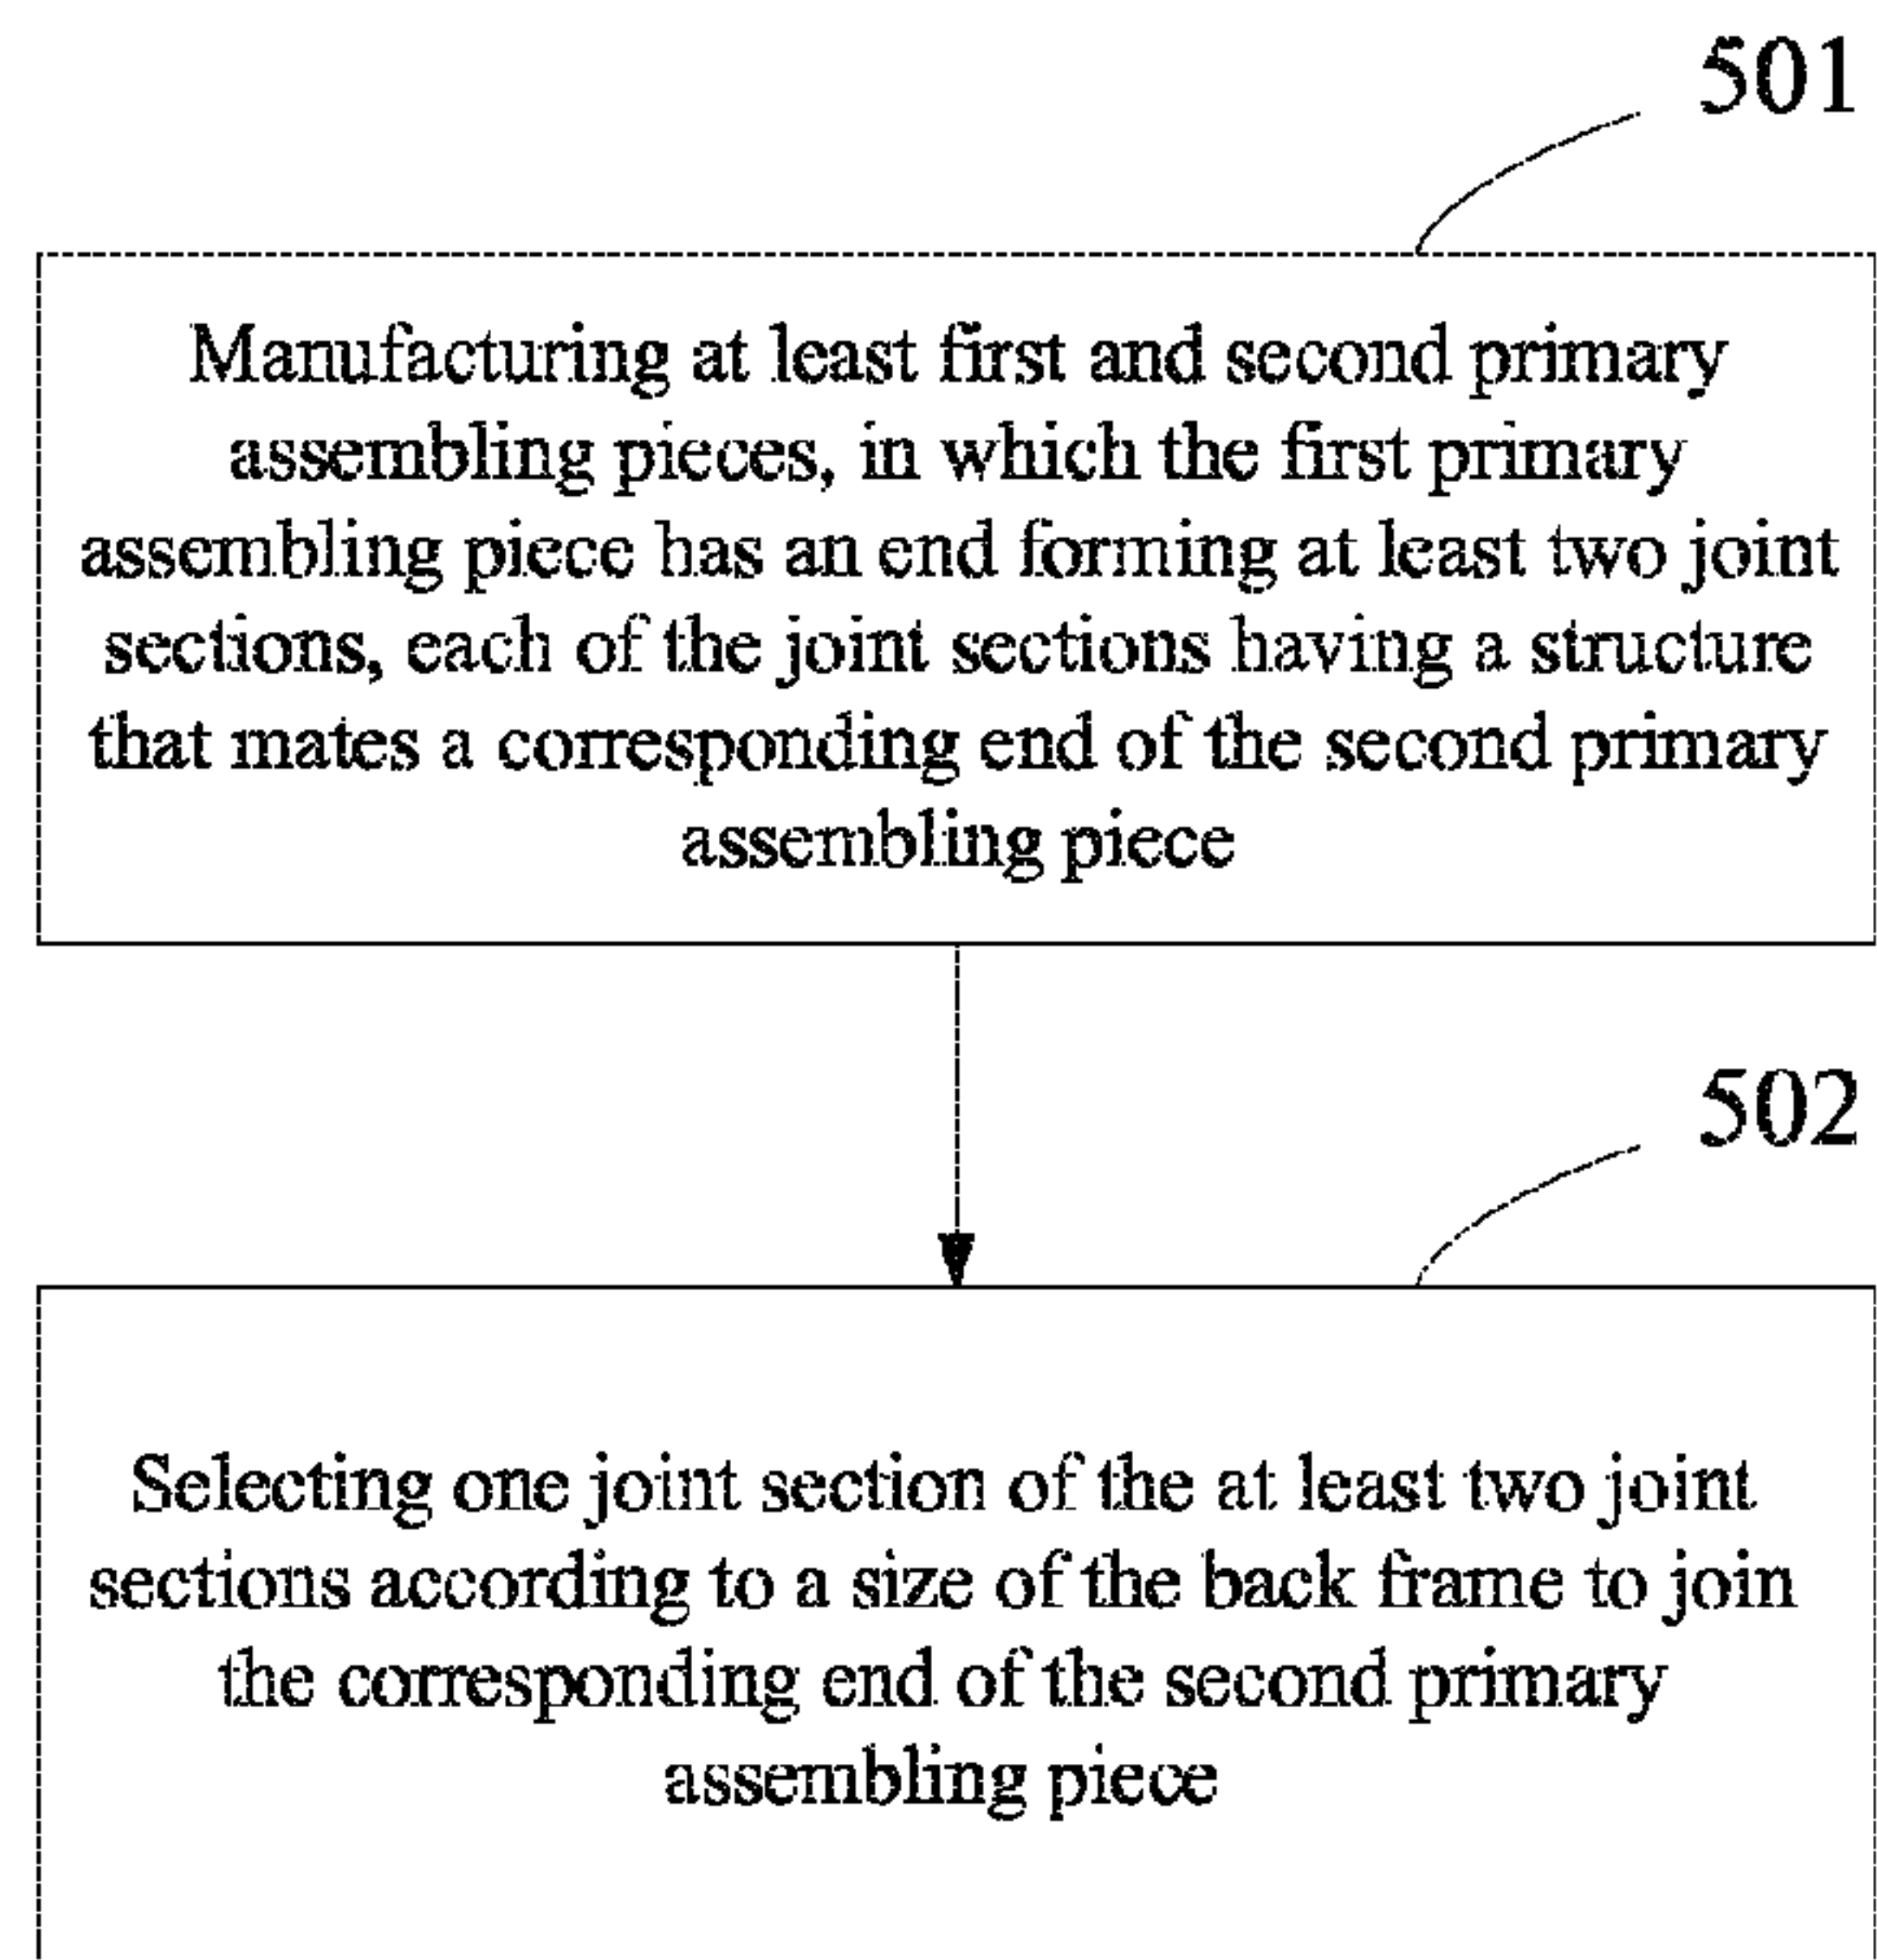 501
Manufacturing at least first and second primary
assembling pieces, in which the first primary
assembling piece has an end forming at least two joint
sections, each of the joint sections having a structure
that mates a corresponding end of the second primary
assembling piece
502
Selecting one joint section of the at least two joint
sections according to a size of the back frame to join
the corresponding end of the second primary
assembling piece